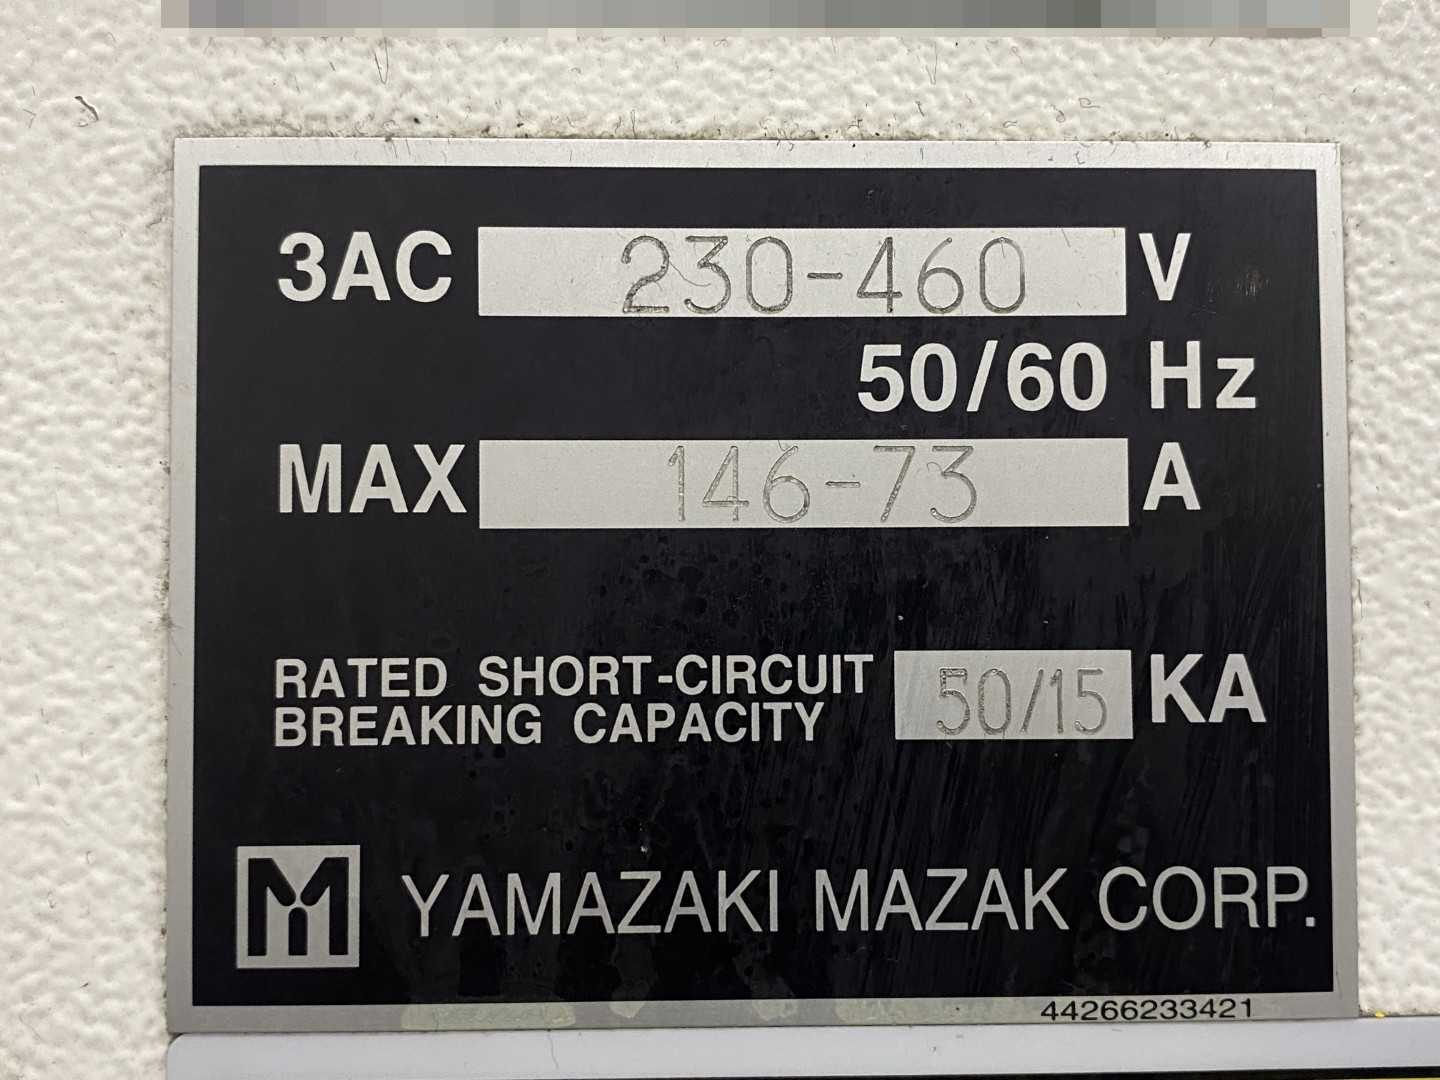 3AC 230-460 V
50/60 Hz
MAX 146-73 A
RATED SHORT-CIRCUIT
BREAKING CAPACITY 50/15 KA
M YAMAZAKI MAZAK CORP.
44266233421